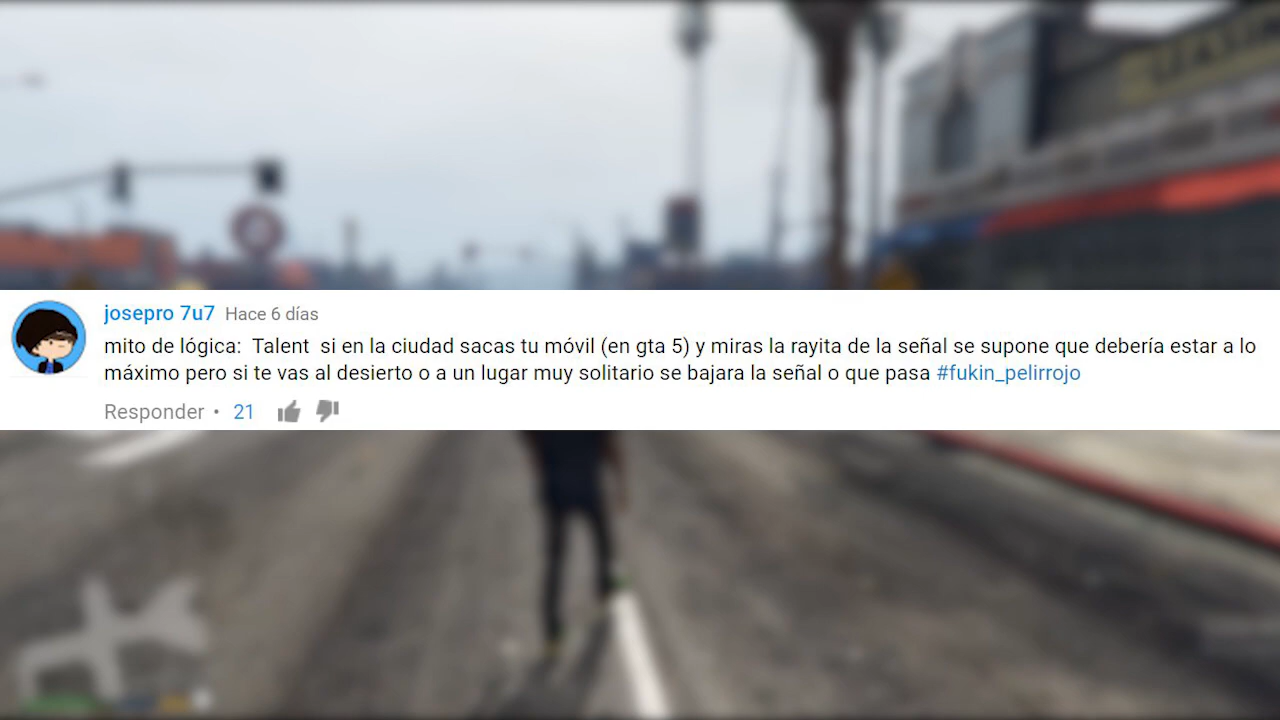 josepro 7u7 Hace 6 días
mito de lógica:  Talent  si en la ciudad sacas tu móvil (en gta 5) y miras la rayita de la señal se supone que debería estar a lo
máximo pero si te vas al desierto o a un lugar muy solitario se bajara la señal o que pasa #fukin_pelirrojo
Responder • 21